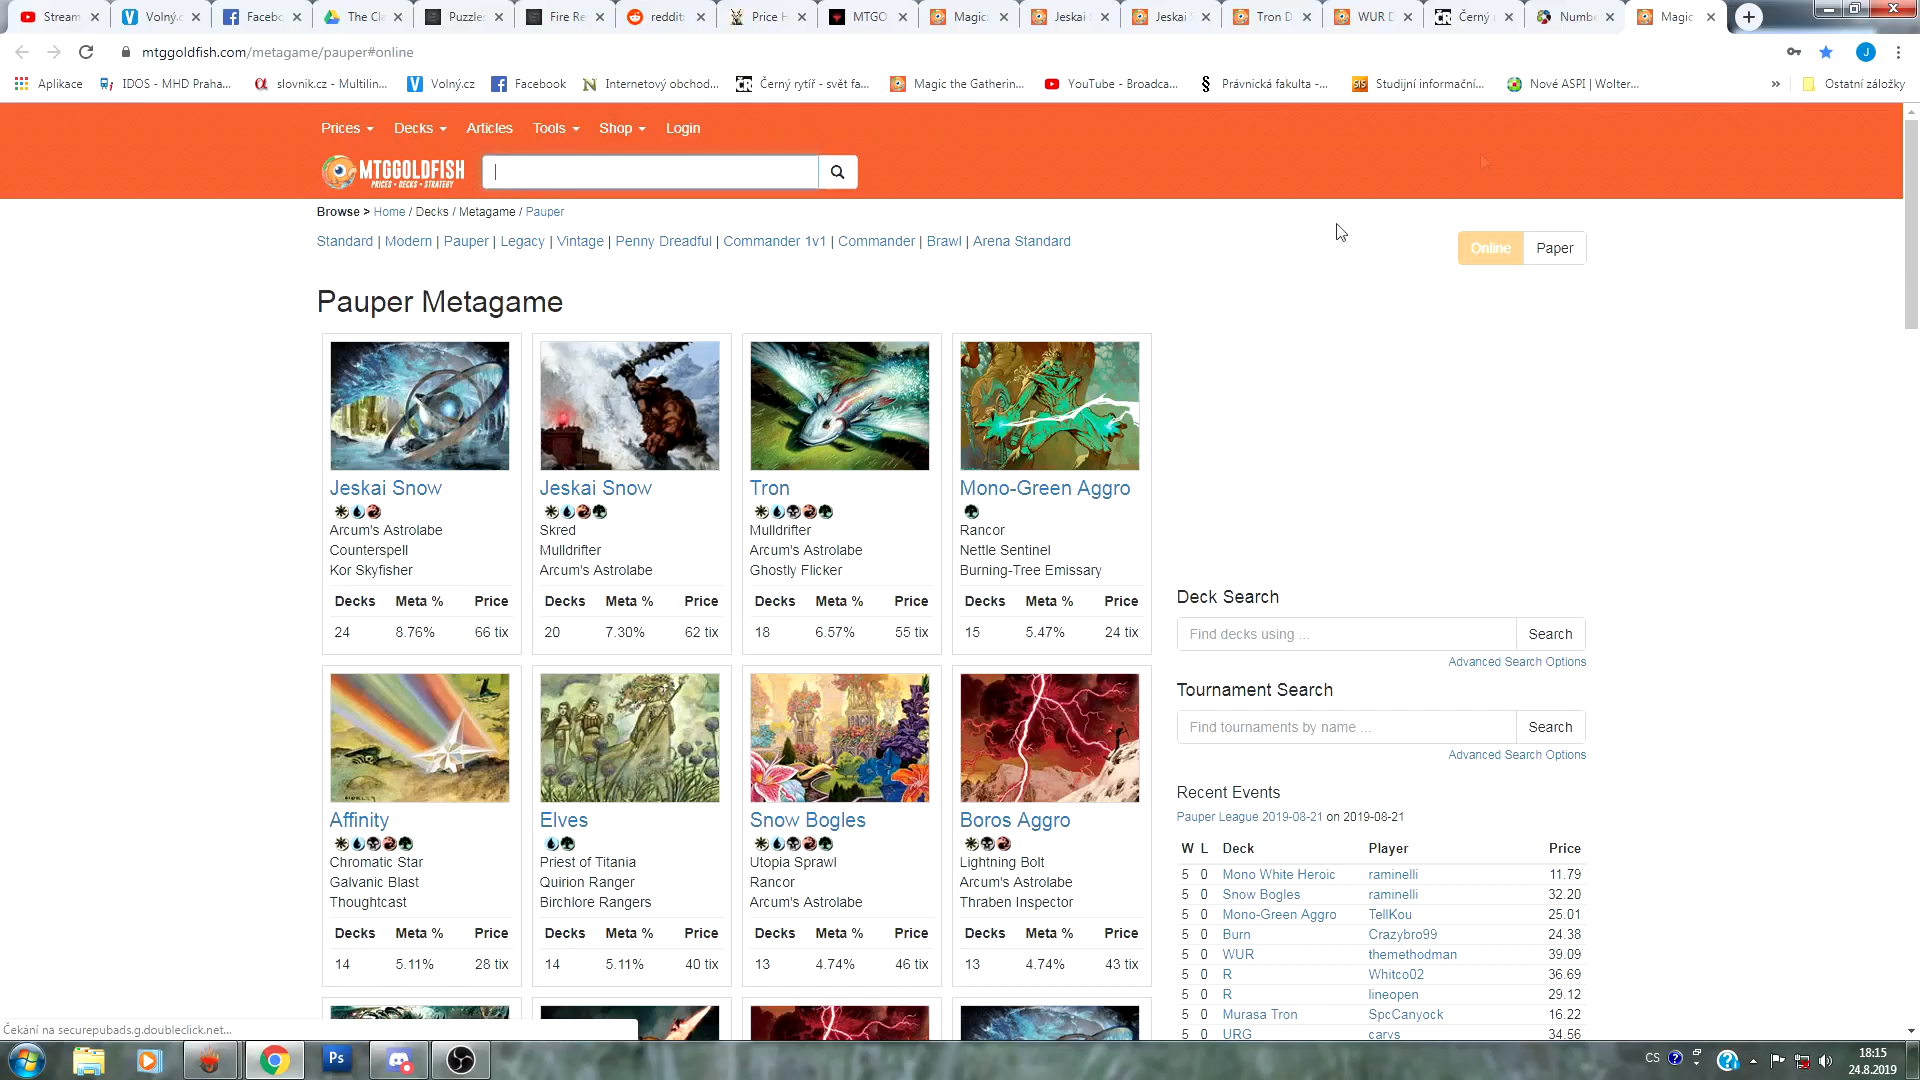 Stream
Volný.c
Facebo
The Cla
Puzzles
Fire Re
reddit:
Price H
MTGO
Magic:
Jeskai
Jeskai
Tron D
WUR D
Černý
Numbe
Magic
mtggoldfish.com/metagame/pauper#online
J
Aplikace
IDOS - MHD Praha...
slovnik.cz - Multilin...
Volný.cz
Facebook
Internetový obchod...
Černý rytíř - svět fa...
Magic the Gatherin...
YouTube - Broadca...
Právnická fakulta -...
Studijní informační...
Nové ASPI | Wolter...
»
Ostatní záložky
Prices Decks Articles Tools Shop Login
MTGGOLDFISH
PRICES • DECKS • STRATEGY
Browse > Home / Decks / Metagame / Pauper
Standard | Modern | Pauper | Legacy | Vintage | Penny Dreadful | Commander 1v1 | Commander | Brawl | Arena Standard
Online Paper
Pauper Metagame
Jeskai Snow
Arcum's Astrolabe
Counterspell
Kor Skyfisher
Decks Meta % Price
24 8.76% 66 tix
Jeskai Snow
Skred
Mulldrifter
Arcum's Astrolabe
Decks Meta % Price
20 7.30% 62 tix
Tron
Mulldrifter
Arcum's Astrolabe
Ghostly Flicker
Decks Meta % Price
18 6.57% 55 tix
Mono-Green Aggro
Rancor
Nettle Sentinel
Burning-Tree Emissary
Decks Meta % Price
15 5.47% 24 tix
Affinity
Chromatic Star
Galvanic Blast
Thoughtcast
Decks Meta % Price
14 5.11% 28 tix
Elves
Priest of Titania
Quirion Ranger
Birchlore Rangers
Decks Meta % Price
14 5.11% 40 tix
Snow Bogles
Utopia Sprawl
Rancor
Arcum's Astrolabe
Decks Meta % Price
13 4.74% 46 tix
Boros Aggro
Lightning Bolt
Arcum's Astrolabe
Thraben Inspector
Decks Meta % Price
13 4.74% 43 tix
Deck Search
Find decks using ... Search
Advanced Search Options
Tournament Search
Find tournaments by name ... Search
Advanced Search Options
Recent Events
Pauper League 2019-08-21 on 2019-08-21
W L Deck Player Price
5 0 Mono White Heroic raminelli 11.79
5 0 Snow Bogles raminelli 32.20
5 0 Mono-Green Aggro TellKou 25.01
5 0 Burn Crazybro99 24.38
5 0 WUR themethodman 39.09
5 0 R Whitco02 36.69
5 0 R lineopen 29.12
5 0 Murasa Tron SpcCanyock 16.22
5 0 URG carvs 34.56
Čekání na securepubads.g.doubleclick.net...
Ps
CS
18:15
24.8.2019